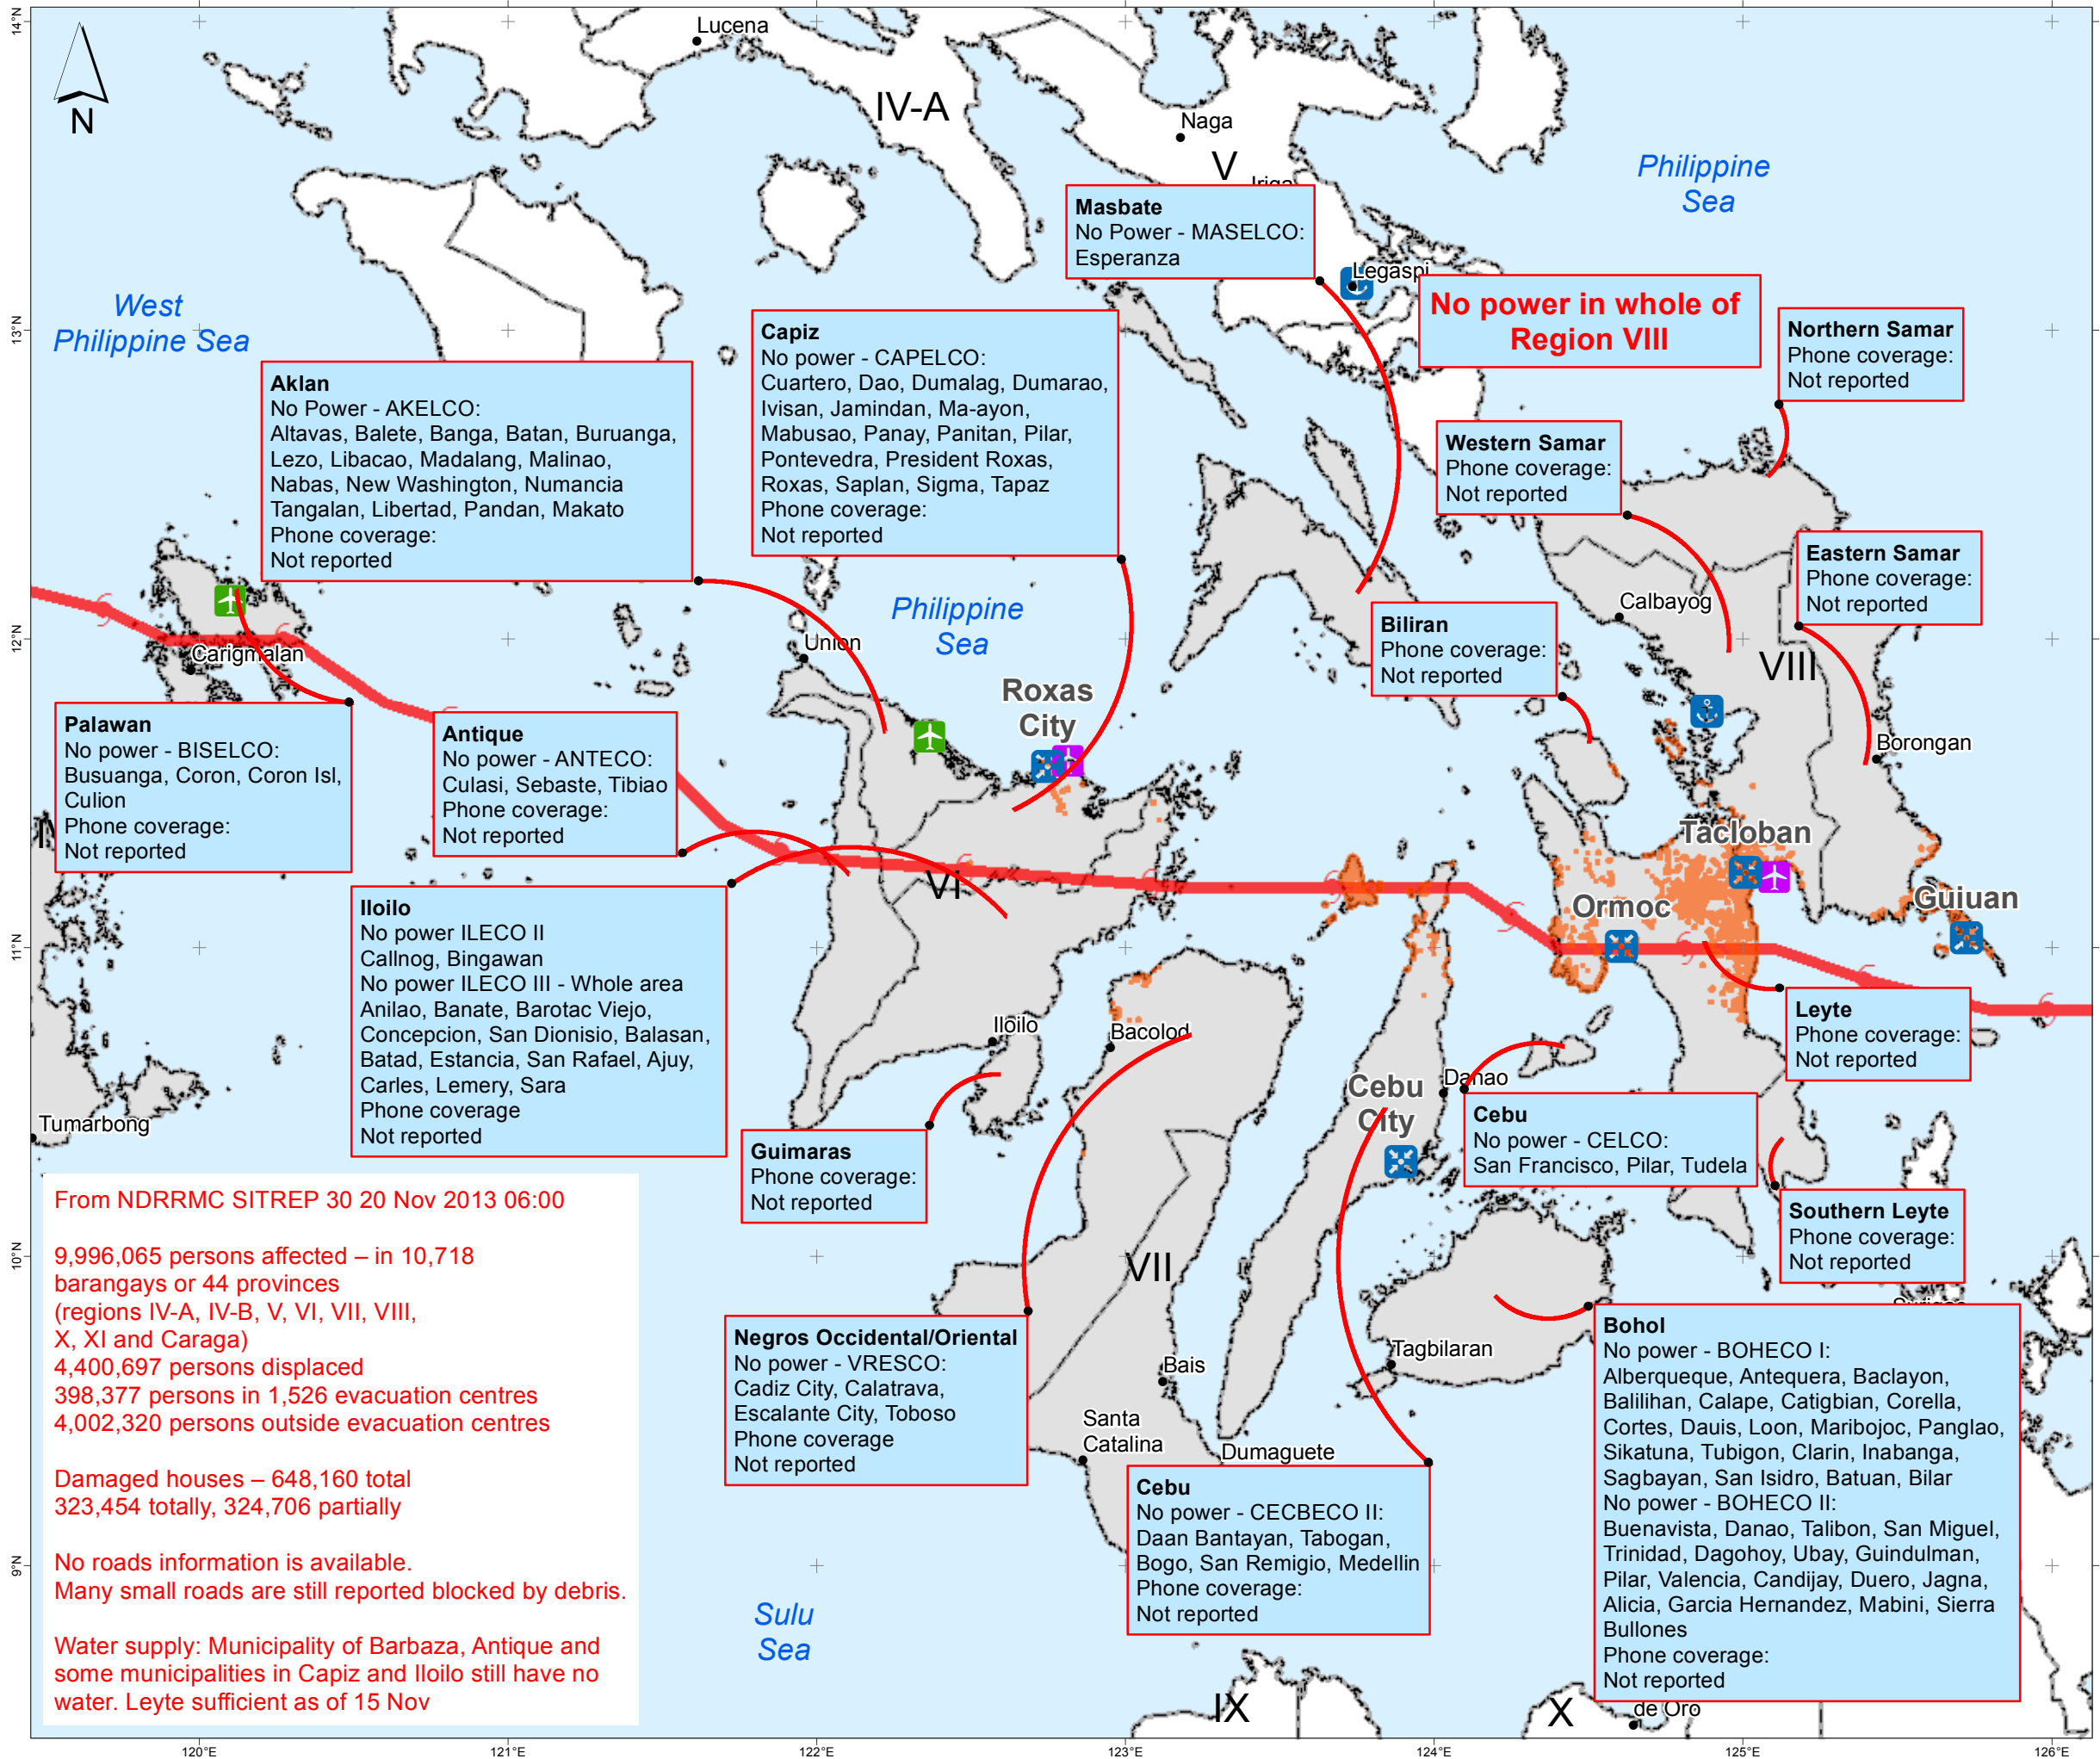 Lucena
N
IV-A
Naga
V
Philippine
Sea
Masbate
No Power - MASELCO:
Esperanza
Legaspi
West
Philippine Sea
No power in whole of
Region VIII
Northern Samar
Phone coverage:
Not reported
Capiz
No power - CAPELCO:
Cuartero, Dao, Dumalag, Dumarao,
Ivisan, Jamindan, Ma-ayon,
Mabusao, Panay, Panitan, Pilar,
Pontevedra, President Roxas,
Roxas, Saplan, Sigma, Tapaz
Phone coverage:
Not reported
Aklan
No Power - AKELCO:
Altavas, Balete, Banga, Batan, Buruanga,
Lezo, Libacao, Madalang, Malinao,
Nabas, New Washington, Numancia
Tangalan, Libertad, Pandan, Makato
Phone coverage:
Not reported
Western Samar
Phone coverage:
Not reported
Eastern Samar
Phone coverage:
Not reported
Calbayog
Philippine
Sea
Biliran
Phone coverage:
Not reported
Union
Carigmalan
VIII
Roxas
City
Palawan
No power - BISELCO:
Busuanga, Coron, Coron Isl,
Culion
Phone coverage:
Not reported
Antique
No power - ANTECO:
Culasi, Sebaste, Tibiao
Phone coverage:
Not reported
Borongan
Tacloban
VI
Ormoc
Guiuan
Iloilo
No power ILECO II
Callnog, Bingawan
No power ILECO III - Whole area
Anilao, Banate, Barotac Viejo,
Concepcion, San Dionisio, Balasan,
Batad, Estancia, San Rafael, Ajuy,
Carles, Lemery, Sara
Phone coverage
Not reported
Leyte
Phone coverage:
Not reported
Iloilo
Bacolod
Danao
Cebu
City
Cebu
No power - CELCO:
San Francisco, Pilar, Tudela
Tumarbong
Guimaras
Phone coverage:
Not reported
Southern Leyte
Phone coverage:
Not reported
From NDRRMC SITREP 30 20 Nov 2013 06:00
9,996,065 persons affected – in 10,718
barangays or 44 provinces
(regions IV-A, IV-B, V, VI, VII, VIII,
X, XI and Caraga)
4,400,697 persons displaced
398,377 persons in 1,526 evacuation centres
4,002,320 persons outside evacuation centres
Damaged houses – 648,160 total
323,454 totally, 324,706 partially
No roads information is available.
Many small roads are still reported blocked by debris.
Water supply: Municipality of Barbaza, Antique and
some municipalities in Capiz and Iloilo still have no
water. Leyte sufficient as of 15 Nov
VII
Negros Occidental/Oriental
No power - VRESCO:
Cadiz City, Calatrava,
Escalante City, Toboso
Phone coverage
Not reported
Tagbilaran
Bais
Santa
Catalina
Dumaguete
Cebu
No power - CECBECO II:
Daan Bantayan, Tabogan,
Bogo, San Remigio, Medellin
Phone coverage:
Not reported
Bohol
No power - BOHECO I:
Alberqueque, Antequera, Baclayon,
Balilihan, Calape, Catigbian, Corella,
Cortes, Dauis, Loon, Maribojoc, Panglao,
Sikatuna, Tubigon, Clarin, Inabanga,
Sagbayan, San Isidro, Batuan, Bilar
No power - BOHECO II:
Buenavista, Danao, Talibon, San Miguel,
Trinidad, Dagohoy, Ubay, Guindulman,
Pilar, Valencia, Candijay, Duero, Jagna,
Alicia, Garcia Hernandez, Mabini, Sierra
Bullones
Phone coverage:
Not reported
Sulu
Sea
IX
X
de Oro
14°N
13°N
12°N
11°N
10°N
9°N
120°E
121°E
122°E
123°E
124°E
125°E
126°E